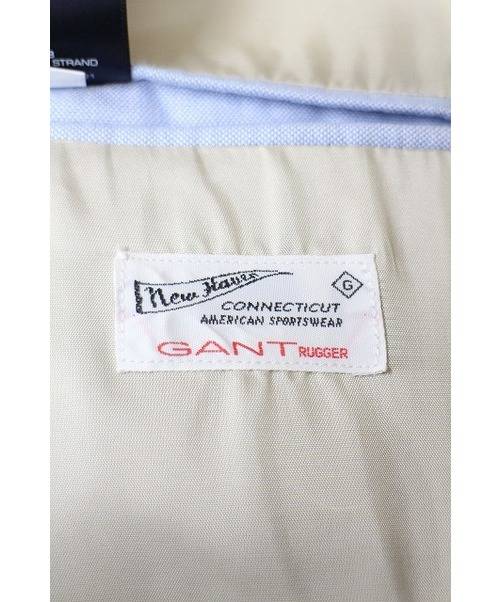 STRAND
New Haven
G
CONNECTICUT
AMERICAN SPORTSWEAR
GANT RUGGER